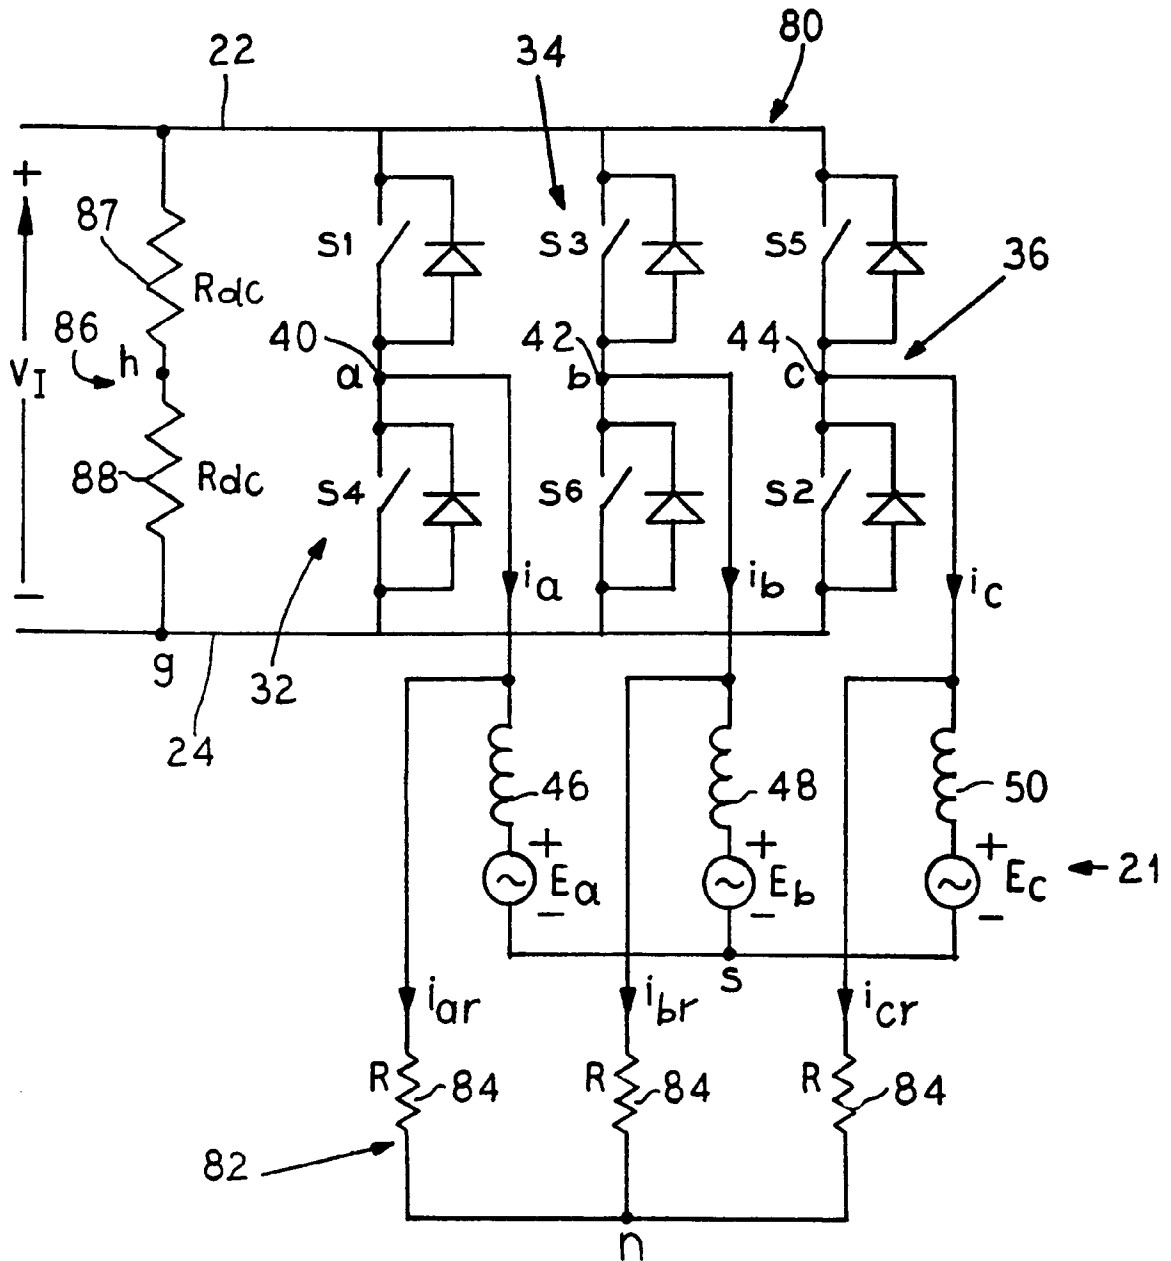 80
22
34
+
87
S1
S3
S5
36
Rdc
86
h
40
42
44
VI
a
b
c
88
Rdc
S4
S6
S2
−
ia
ib
ic
g
32
24
46
48
50
+
+
+
Ea
Eb
Ec
21
−
−
−
s
iar
ibr
icr
R
84
R
84
R
84
82
n